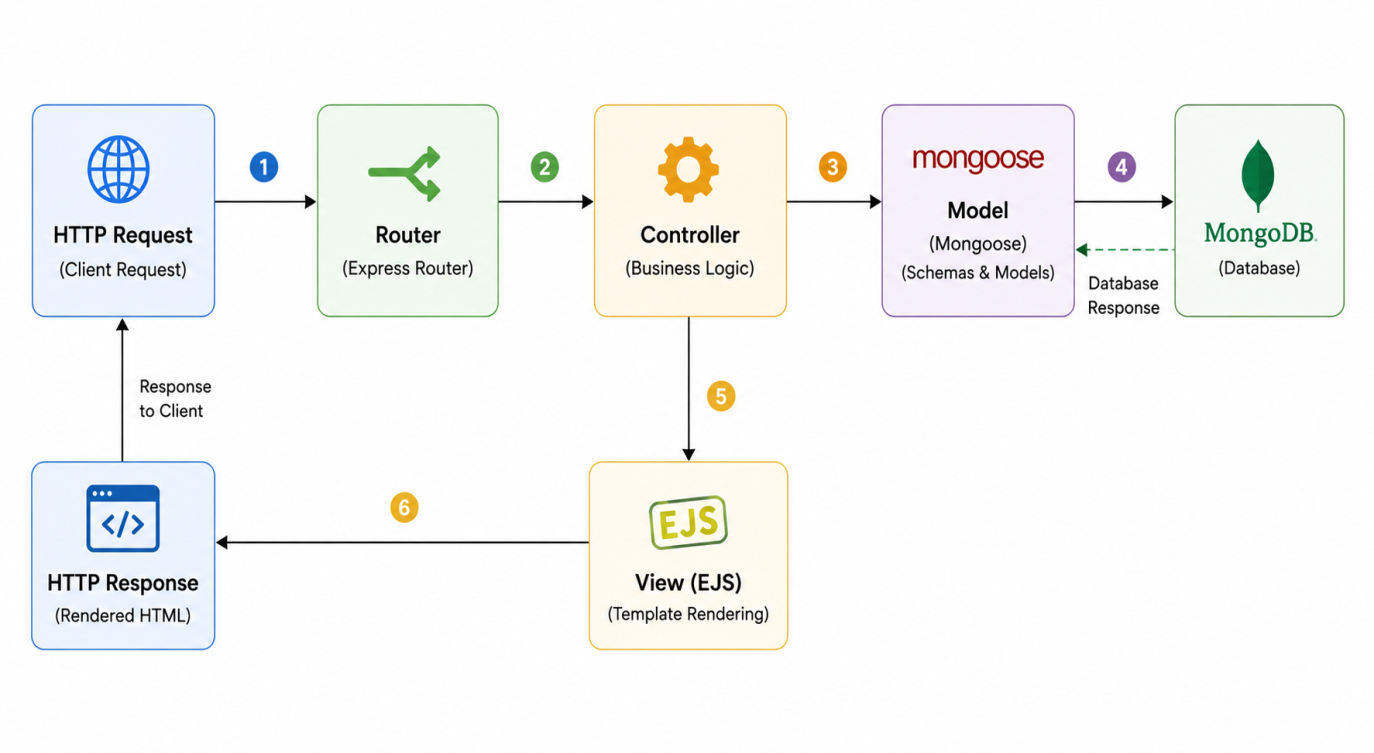 1
2
3
4
HTTP Request
(Client Request)
Router
(Express Router)
Controller
(Business Logic)
mongoose
Model
(Mongoose)
(Schemas & Models)
MongoDB.
(Database)
Database
Response
Response
to Client
5
6
HTTP Response
(Rendered HTML)
EJS
View (EJS)
(Template Rendering)